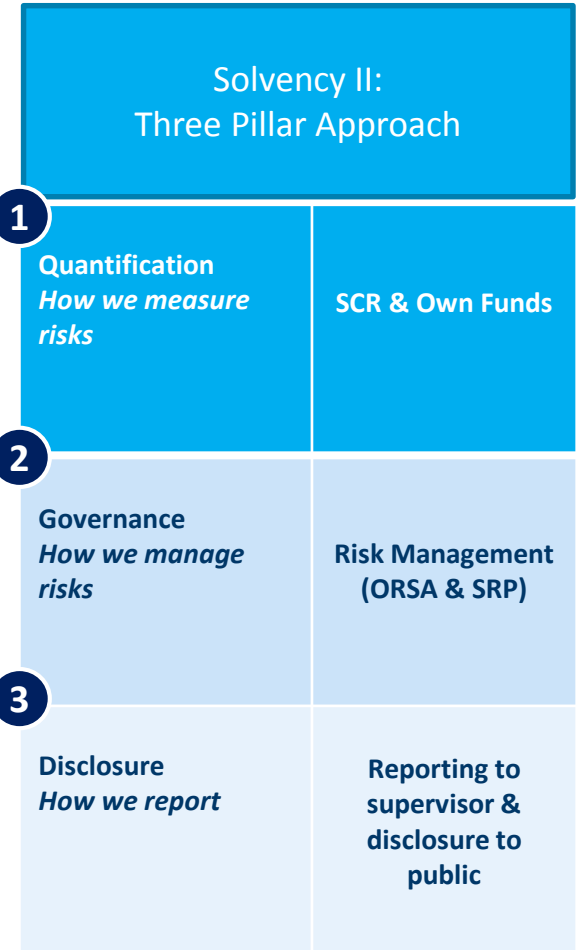 Solvency II:
Three Pillar Approach
1
Quantification
How we measure
risks
SCR & Own Funds
2
Governance
How we manage
risks
Risk Management
(ORSA & SRP)
3
Disclosure
How we report
Reporting to
supervisor &
disclosure to
public